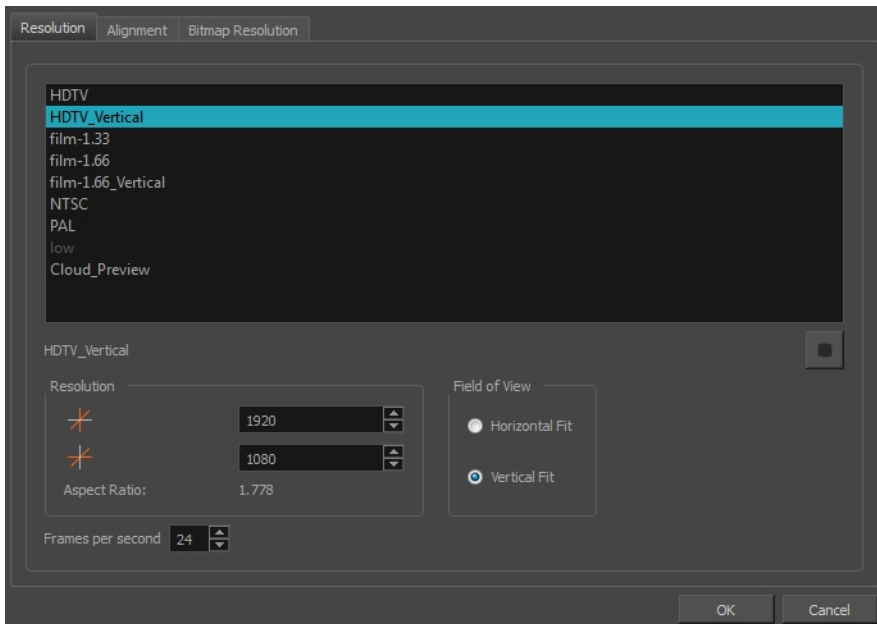 Resolution Alignment Bitmap Resolution
HDTV
HDTV_Vertical
film-1.33
film-1.66
film-1.66_Vertical
NTSC
PAL
low
Cloud_Preview
HDTV_Vertical
Resolution
1920
1080
Aspect Ratio: 1.778
Field of View
Horizontal Fit
Vertical Fit
Frames per second 24
OK Cancel